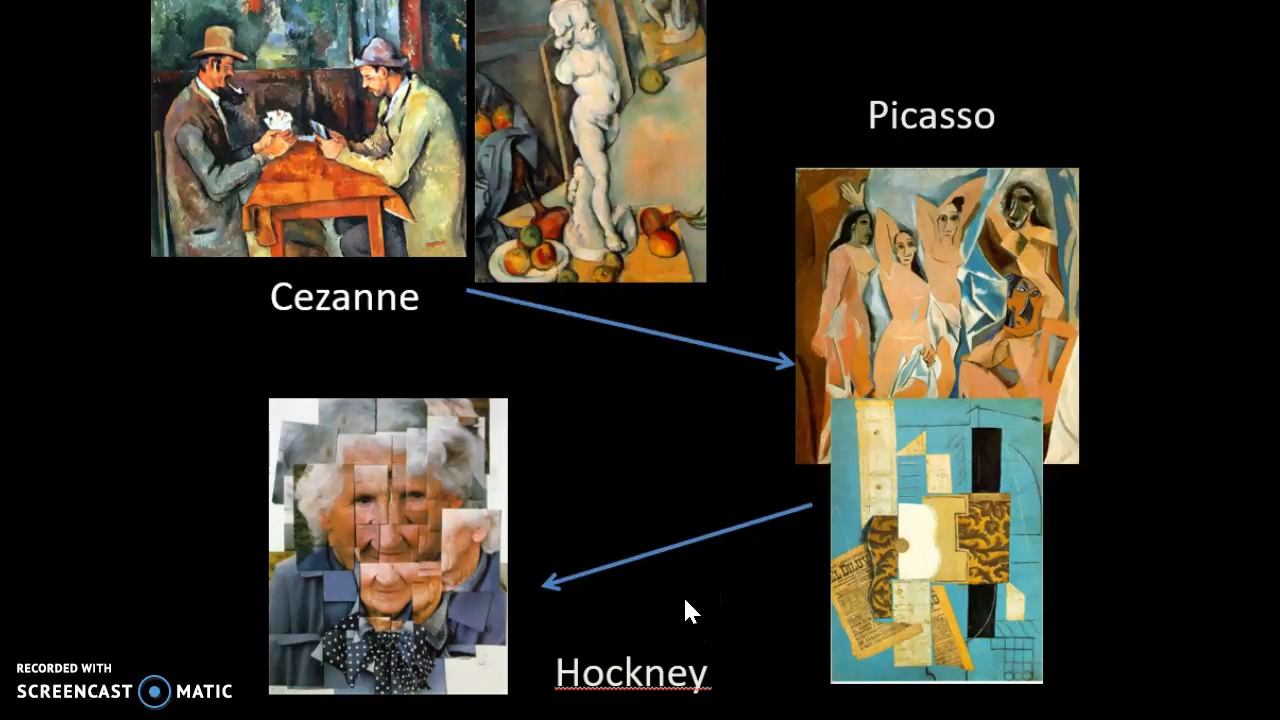 Picasso
Cezanne
Hockney
RECORDED WITH
SCREENCAST MATIC